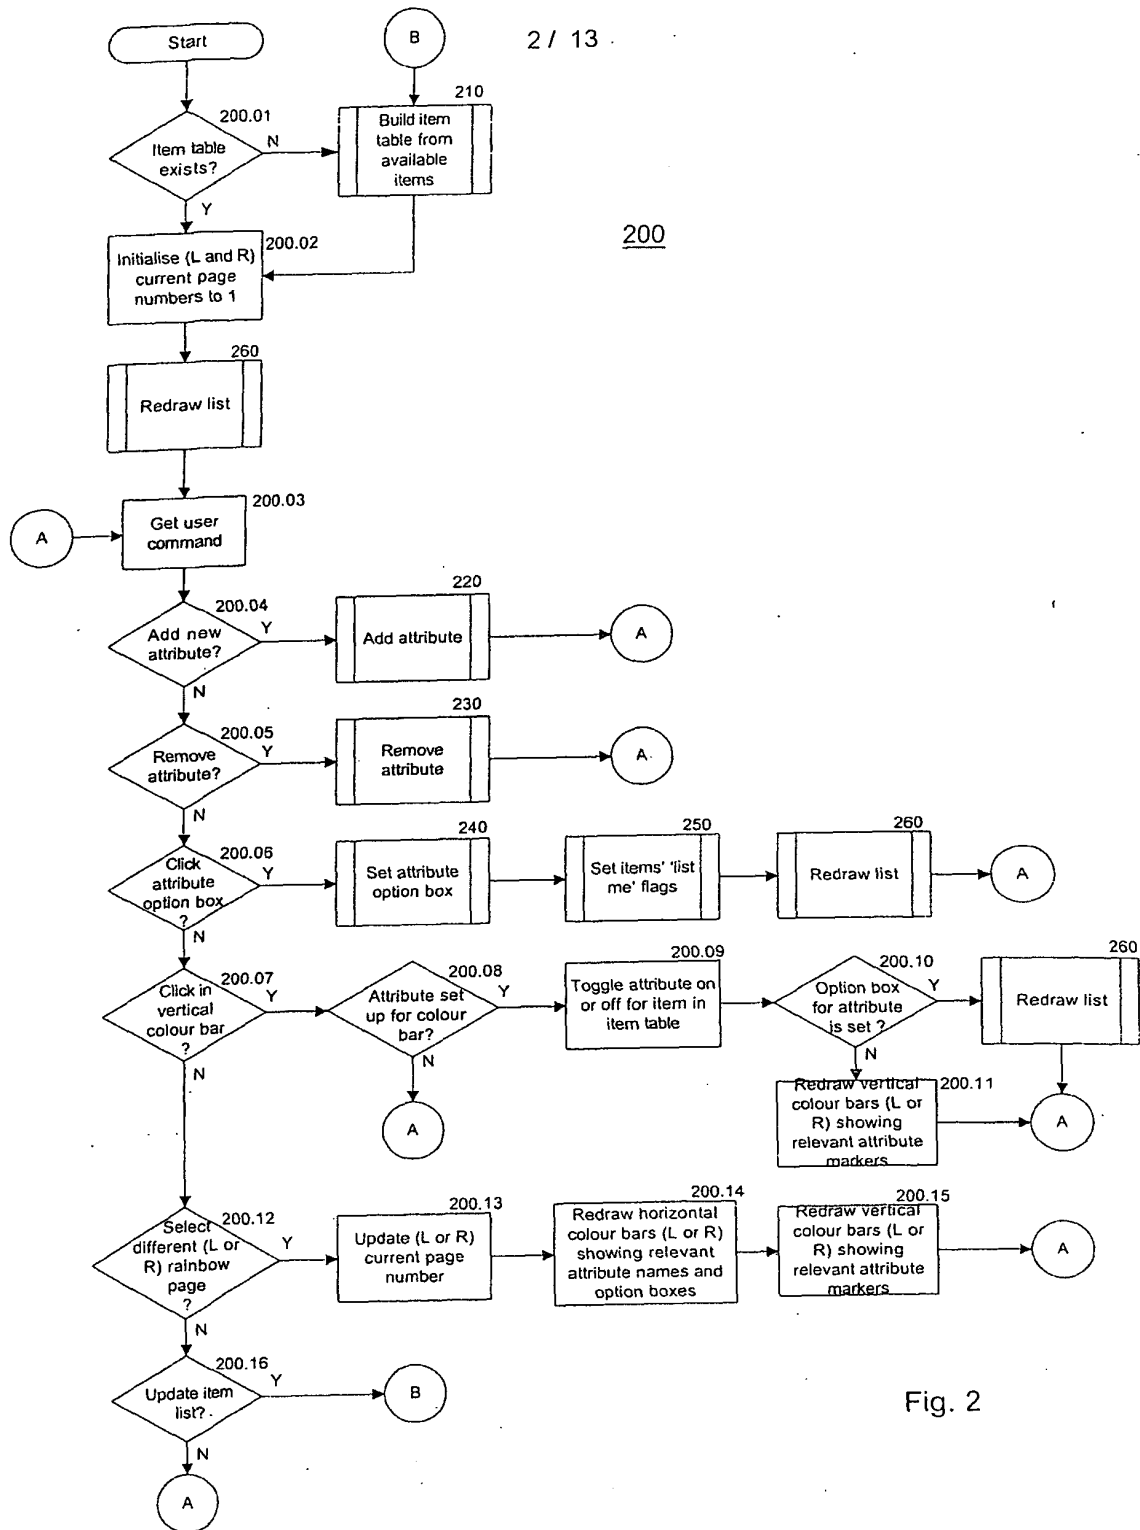 Start
B
2 / 13
200.01
210
Item table
exists?
N
Build item
table from
available
items
Y
200.02
200
Initialise (L and R)
current page
numbers to 1
260
Redraw list
200.03
A
Get user
command
200.04
220
Add new
attribute?
Y
Add attribute
A
N
200.05
230
Remove
attribute?
Y
Remove
attribute
A
N
200.06
240
250
260
Click
attribute
option box
?
Y
Set attribute
option box
Set items' 'list
me' flags
Redraw list
A
N
200.07
200.08
200.09
200.10
260
Click in
vertical
colour bar
?
Y
Attribute set
up for colour
bar?
Y
Toggle attribute on
or off for item in
item table
Option box
for attribute
is set ?
Y
Redraw list
N
N
N
A
200.11
Redraw vertical
colour bars (L or
R) showing
relevant attribute
markers
A
200.12
200.13
200.14
200.15
Select
different (L or
R) rainbow
page
?
Y
Update (L or R)
current page
number
Redraw horizontal
colour bars (L or R)
showing relevant
attribute names and
option boxes
Redraw vertical
colour bars (L or
R) showing
relevant attribute
markers
A
N
200.16
Update item
list?
Y
B
Fig. 2
N
A